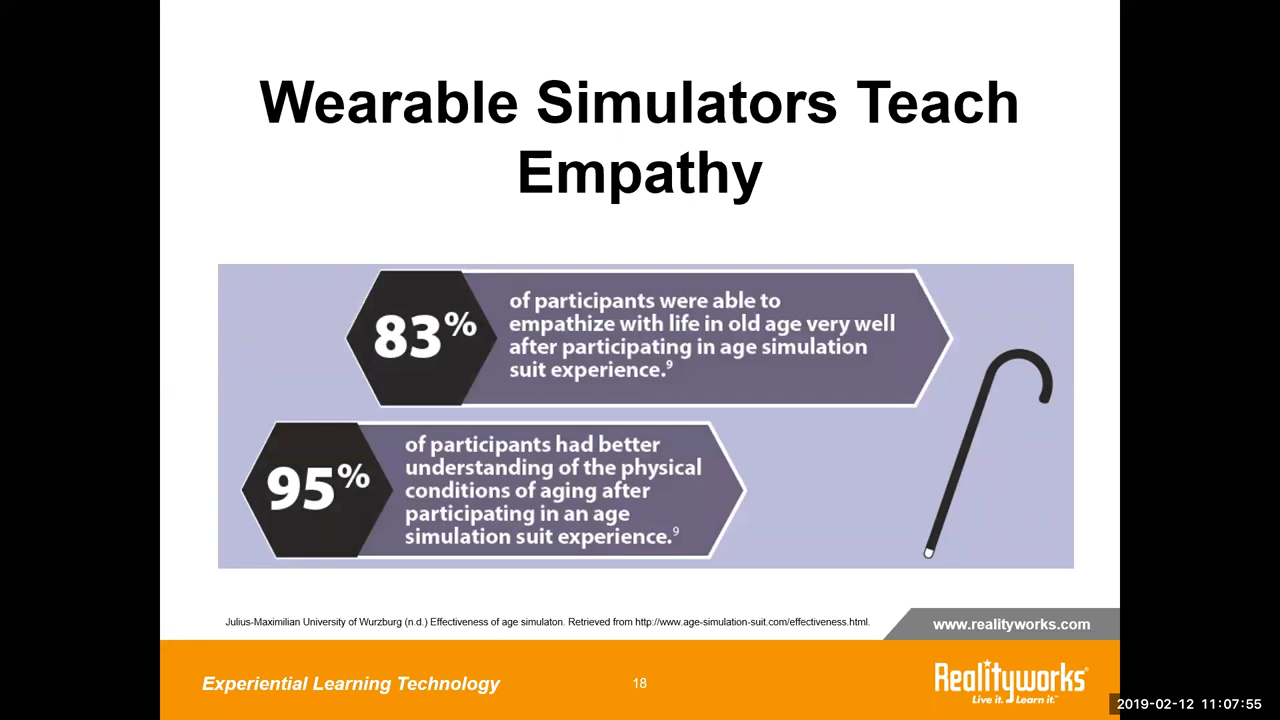 Wearable Simulators Teach
Empathy
83%
of participants were able to
empathize with life in old age very well
after participating in age simulation
suit experience.9
95%
of participants had better
understanding of the physical
conditions of aging after
participating in an age
simulation suit experience.9
Julius-Maximilian University of Wurzburg (n.d.) Effectiveness of age simulaton. Retrieved from http://www.age-simulation-suit.com/effectiveness.html.
www.realityworks.com
Experiential Learning Technology
18
Realityworks®
Live it. Learn it.™
2019-02-12 11:07:55